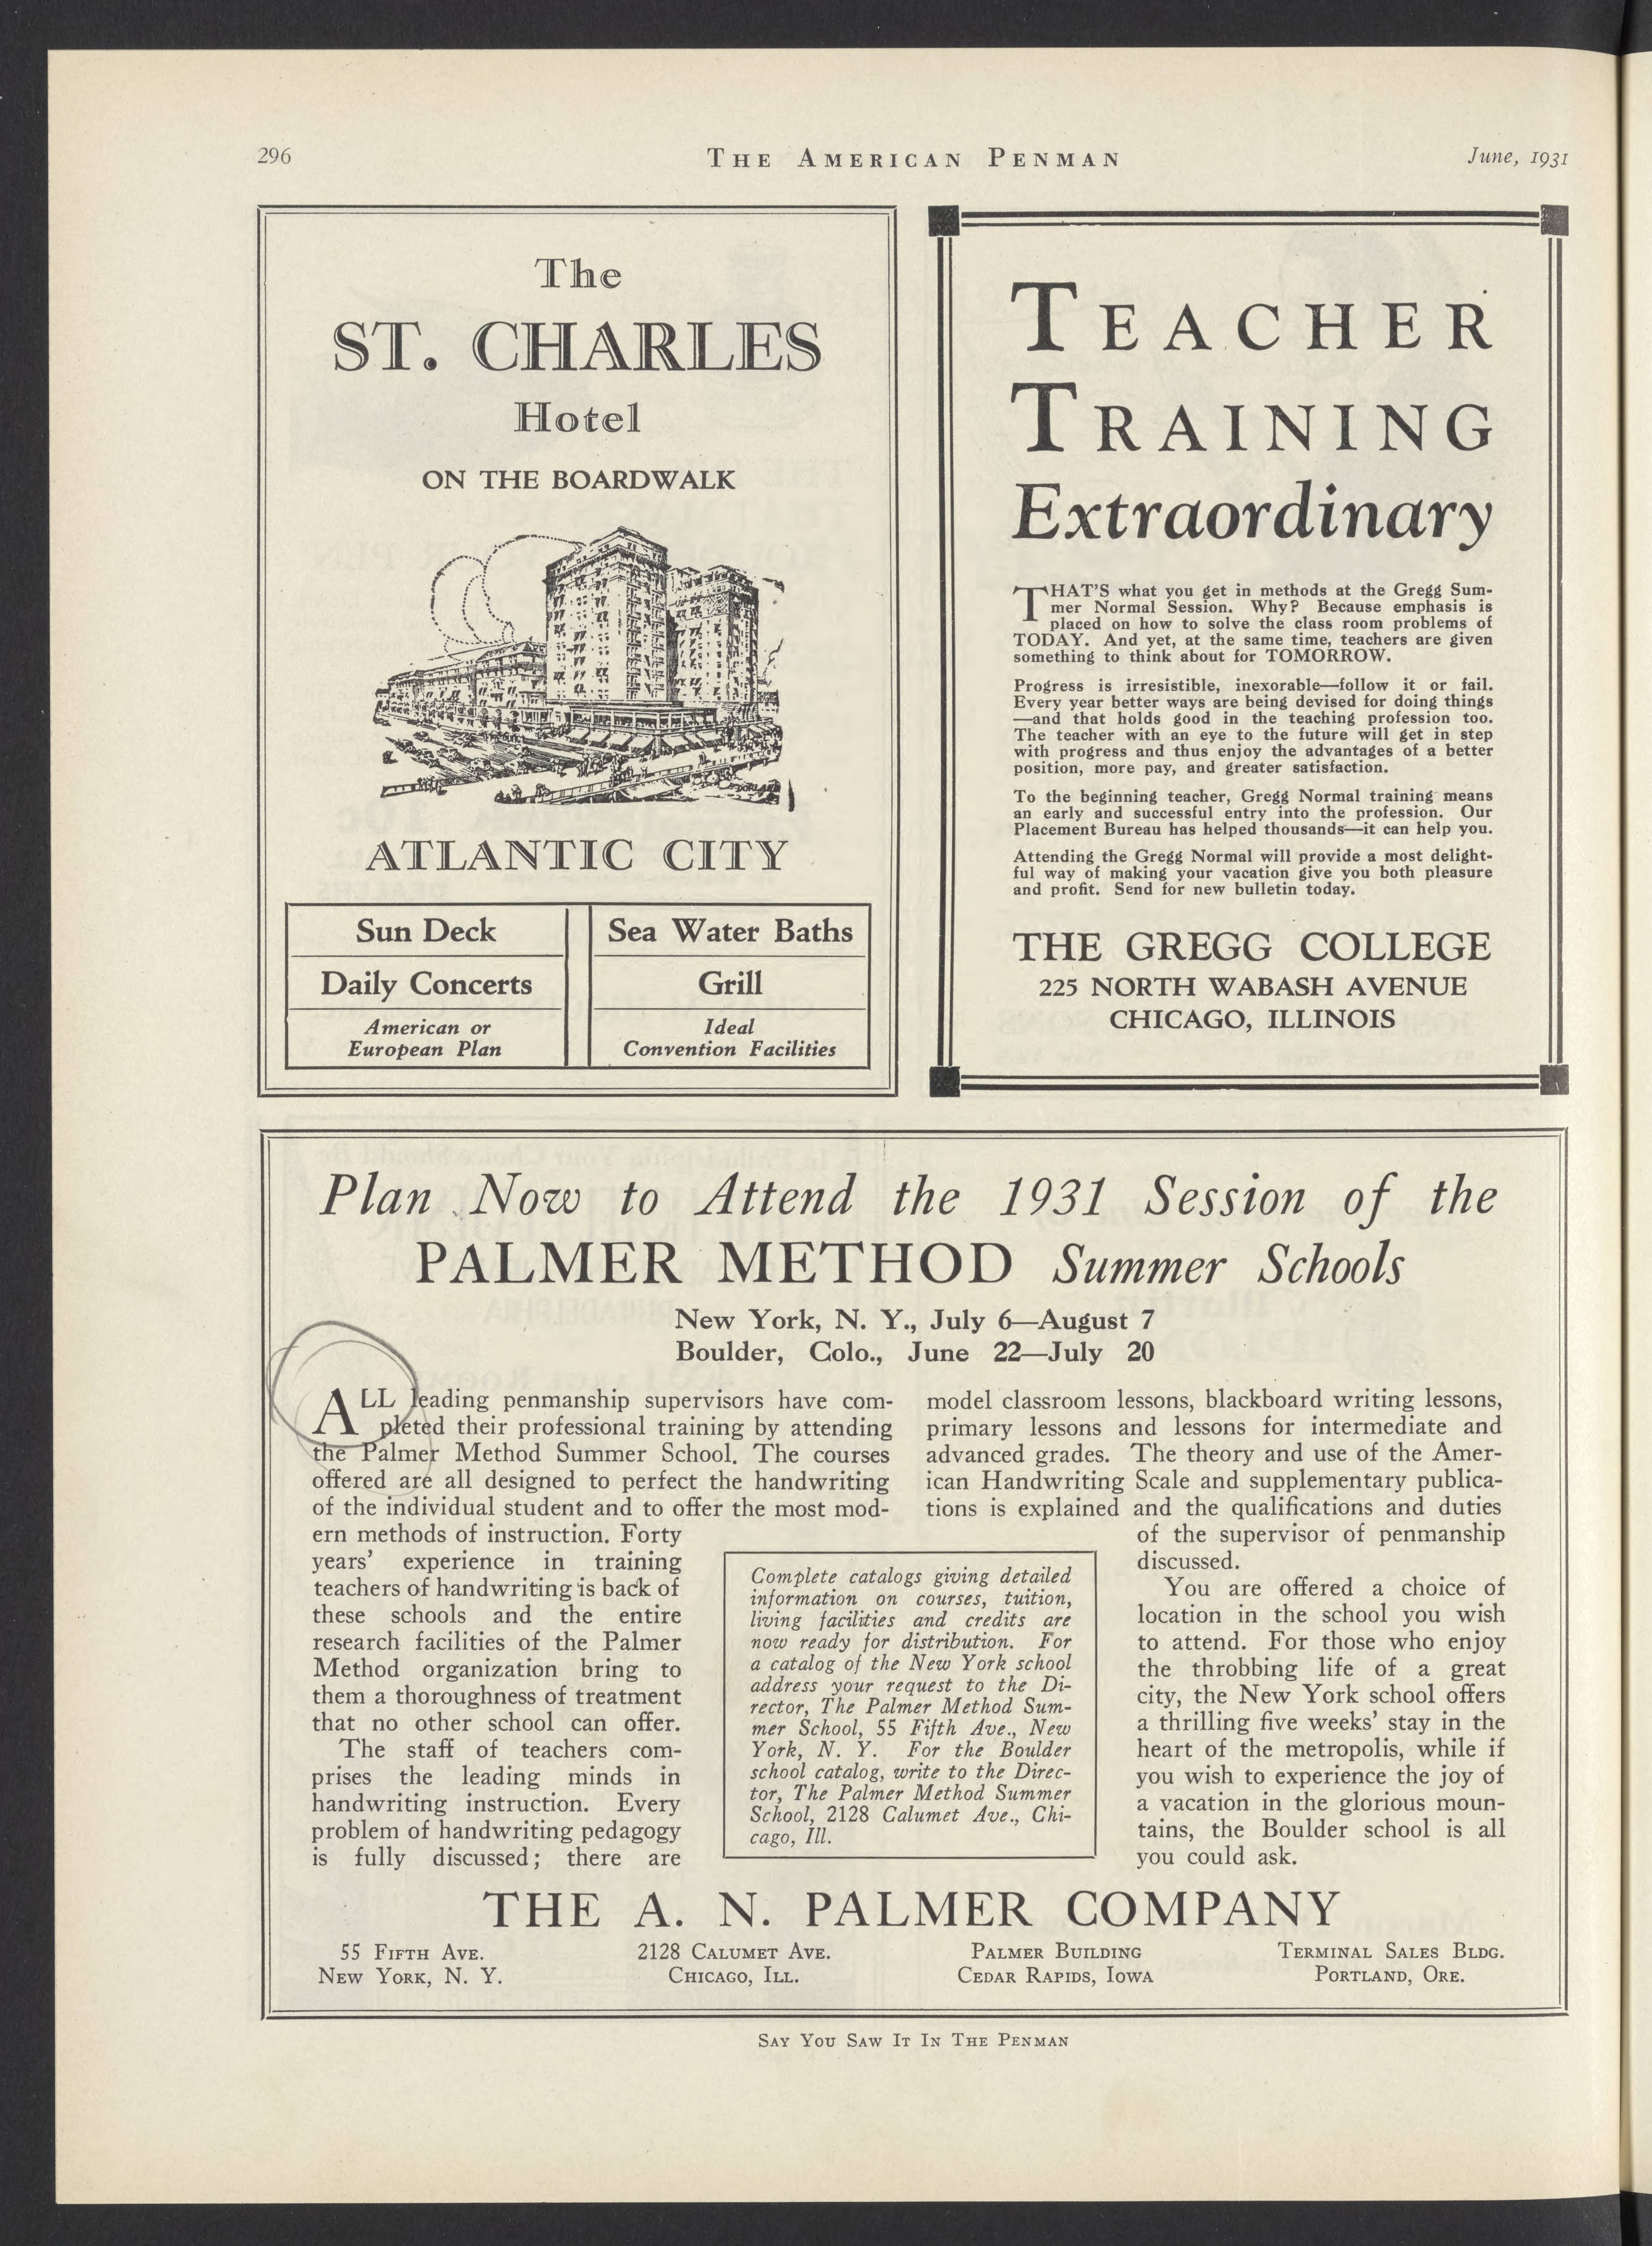 296
THE AMERICAN PENMAN
June, 1931
The
ST. CHARLES
Hotel
ON THE BOARDWALK
ATLANTIC CITY
Sun Deck
Sea Water Baths
Daily Concerts
Grill
American or
European Plan
Ideal
Convention Facilities
TEACHER
TRAINING
Extraordinary
THAT'S what you get in methods at the Gregg Sum-
mer Normal Session. Why? Because emphasis is
placed on how to solve the class room problems of
TODAY. And yet, at the same time, teachers are given
something to think about for TOMORROW.
Progress is irresistible, inexorable—follow it or fail.
Every year better ways are being devised for doing things
—and that holds good in the teaching profession too.
The teacher with an eye to the future will get in step
with progress and thus enjoy the advantages of a better
position, more pay, and greater satisfaction.
To the beginning teacher, Gregg Normal training means
an early and successful entry into the profession. Our
Placement Bureau has helped thousands—it can help you.
Attending the Gregg Normal will provide a most delight-
ful way of making your vacation give you both pleasure
and profit. Send for new bulletin today.
THE GREGG COLLEGE
225 NORTH WABASH AVENUE
CHICAGO, ILLINOIS
Plan Now to Attend the 1931 Session of the
PALMER METHOD Summer Schools
New York, N. Y., July 6—August 7
Boulder, Colo., June 22—July 20
ALL leading penmanship supervisors have com-
pleted their professional training by attending
the Palmer Method Summer School. The courses
offered are all designed to perfect the handwriting
of the individual student and to offer the most mod-
ern methods of instruction. Forty
years' experience in training
teachers of handwriting is back of
these schools and the entire
research facilities of the Palmer
Method organization bring to
them a thoroughness of treatment
that no other school can offer.
The staff of teachers com-
prises the leading minds in
handwriting instruction. Every
problem of handwriting pedagogy
is fully discussed; there are
model classroom lessons, blackboard writing lessons,
primary lessons and lessons for intermediate and
advanced grades. The theory and use of the Amer-
ican Handwriting Scale and supplementary publica-
tions is explained and the qualifications and duties
of the supervisor of penmanship
discussed.
You are offered a choice of
location in the school you wish
to attend. For those who enjoy
the throbbing life of a great
city, the New York school offers
a thrilling five weeks' stay in the
heart of the metropolis, while if
you wish to experience the joy of
a vacation in the glorious moun-
tains, the Boulder school is all
you could ask.
Complete catalogs giving detailed
information on courses, tuition,
living facilities and credits are
now ready for distribution. For
a catalog of the New York school
address your request to the Di-
rector, The Palmer Method Sum-
mer School, 55 Fifth Ave., New
York, N. Y. For the Boulder
school catalog, write to the Direc-
tor, The Palmer Method Summer
School, 2128 Calumet Ave., Chi-
cago, Ill.
THE A. N. PALMER COMPANY
55 FIFTH AVE.
NEW YORK, N. Y.
2128 CALUMET AVE.
CHICAGO, ILL.
PALMER BUILDING
CEDAR RAPIDS, IOWA
TERMINAL SALES BLDG.
PORTLAND, ORE.
SAY YOU SAW IT IN THE PENMAN